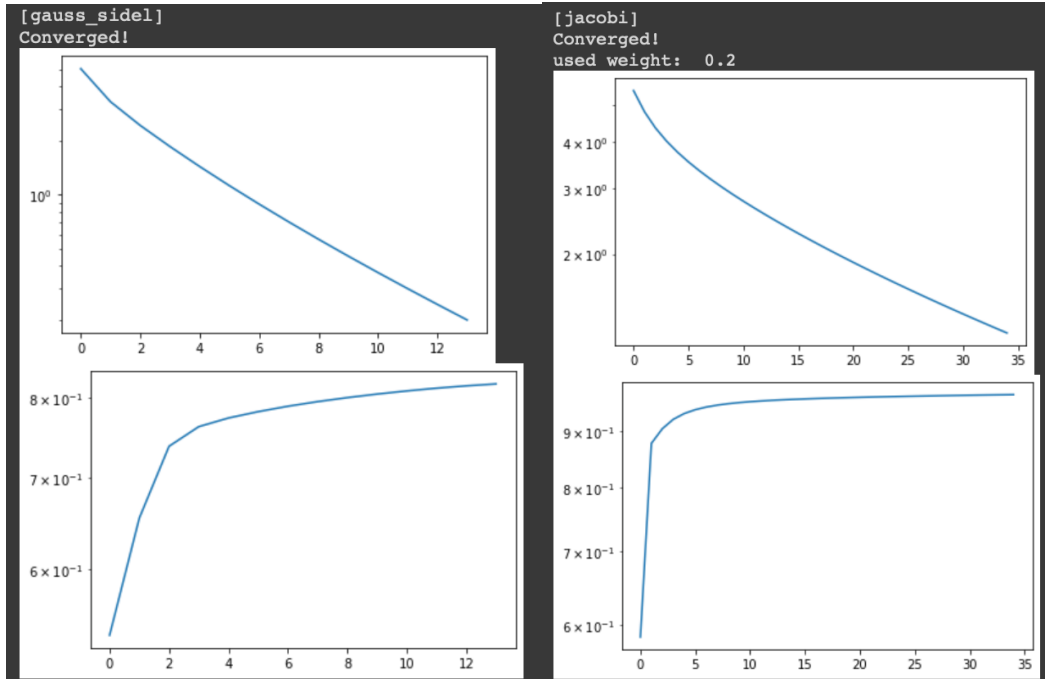 [gauss_sidel]
Converged!
10⁰
0 2 4 6 8 10 12
8 × 10⁻¹
7 × 10⁻¹
6 × 10⁻¹
0 2 4 6 8 10 12
[jacobi]
Converged!
used weight:  0.2
4 × 10⁰
3 × 10⁰
2 × 10⁰
0 5 10 15 20 25 30 35
9 × 10⁻¹
8 × 10⁻¹
7 × 10⁻¹
6 × 10⁻¹
0 5 10 15 20 25 30 35